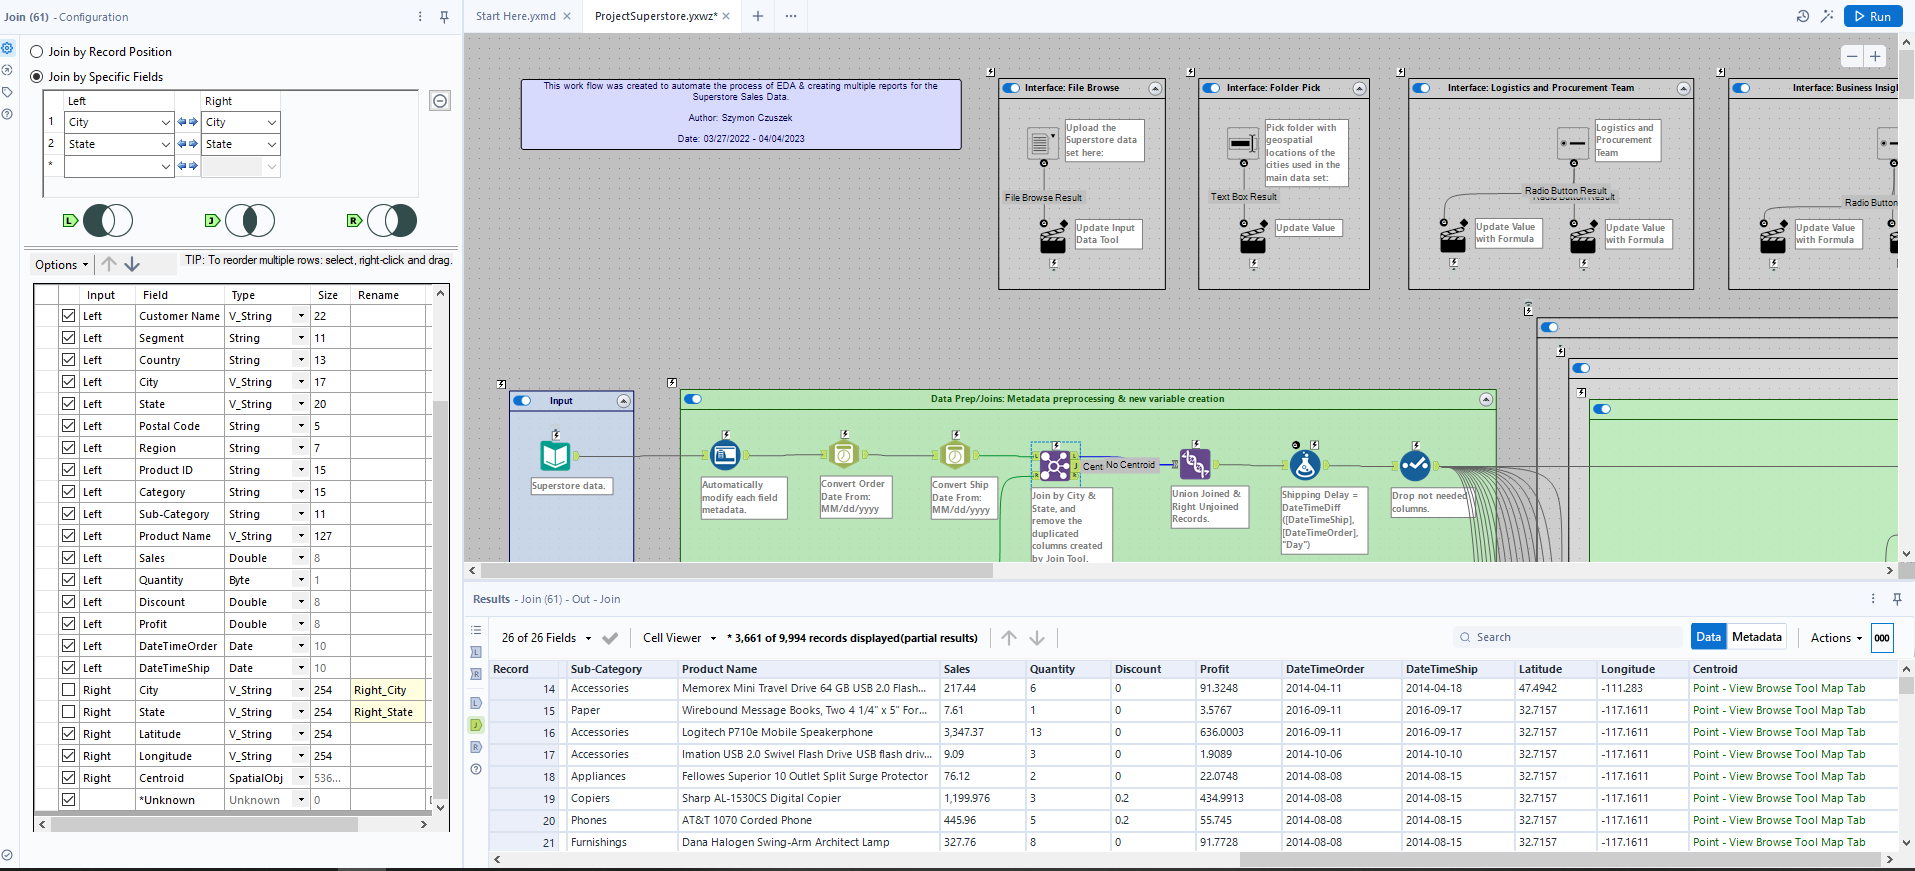 Join (61) - Configuration
Join by Record Position
Join by Specific Fields
Left Right
1 City City
2 State State
*
L J R
Options TIP: To reorder multiple rows: select, right-click and drag.
Input Field Type Size Rename
Left Customer Name V_String 22
Left Segment String 11
Left Country String 13
Left City V_String 17
Left State V_String 20
Left Postal Code String 5
Left Region String 7
Left Product ID String 15
Left Category String 15
Left Sub-Category String 11
Left Product Name V_String 127
Left Sales Double 8
Left Quantity Byte 1
Left Discount Double 8
Left Profit Double 8
Left DateTimeOrder Date 10
Left DateTimeShip Date 10
Right City V_String 254 Right_City
Right State V_String 254 Right_State
Right Latitude V_String 254
Right Longitude V_String 254
Right Centroid SpatialObj 536...
*Unknown Unknown 0
Start Here.yxmd ProjectSuperstore.yxwz*
Run
This work flow was created to automate the process of EDA & creating multiple reports for the
Superstore Sales Data.
Author: Szymon Czuszek
Date: 03/27/2022 - 04/04/2023
Interface: File Browse
Upload the
Superstore data
set here:
File Browse Result
Update Input
Data Tool
Interface: Folder Pick
Pick folder with
geospatial
locations of the
cities used in the
main data set:
Text Box Result
Update Value
Interface: Logistics and Procurement Team
Logistics and
Procurement
Team
Radio Button Result
Radio Button Result
Update Value
with Formula
Update Value
with Formula
Interface: Business Insigh
Radio Button
Update Value
with Formula
Input
Superstore data.
Data Prep/Joins: Metadata preprocessing & new variable creation
Automatically
modify each field
metadata.
Convert Order
Date From:
MM/dd/yyyy
Convert Ship
Date From:
MM/dd/yyyy
Cent No Centroid
Join by City &
State, and
remove the
duplicated
columns created
by Join Tool.
Union Joined &
Right Unjoined
Records.
Shipping Delay =
DateTimeDiff
([DateTimeShip],
[DateTimeOrder],
"Day")
Drop not needed
columns.
Results - Join (61) - Out - Join
26 of 26 Fields Cell Viewer * 3,661 of 9,994 records displayed(partial results) Search Data Metadata Actions 000
Record Sub-Category Product Name Sales Quantity Discount Profit DateTimeOrder DateTimeShip Latitude Longitude Centroid
14 Accessories Memorex Mini Travel Drive 64 GB USB 2.0 Flash... 217.44 6 0 91.3248 2014-04-11 2014-04-18 47.4942 -111.283 Point - View Browse Tool Map Tab
15 Paper Wirebound Message Books, Two 4 1/4" x 5" For... 7.61 1 0 3.5767 2016-09-11 2016-09-17 32.7157 -117.1611 Point - View Browse Tool Map Tab
16 Accessories Logitech P710e Mobile Speakerphone 3,347.37 13 0 636.0003 2016-09-11 2016-09-17 32.7157 -117.1611 Point - View Browse Tool Map Tab
17 Accessories Imation USB 2.0 Swivel Flash Drive USB flash driv... 9.09 3 0 1.9089 2014-10-06 2014-10-10 32.7157 -117.1611 Point - View Browse Tool Map Tab
18 Appliances Fellowes Superior 10 Outlet Split Surge Protector 76.12 2 0 22.0748 2014-08-08 2014-08-15 32.7157 -117.1611 Point - View Browse Tool Map Tab
19 Copiers Sharp AL-1530CS Digital Copier 1,199.976 3 0.2 434.9913 2014-08-08 2014-08-15 32.7157 -117.1611 Point - View Browse Tool Map Tab
20 Phones AT&T 1070 Corded Phone 445.96 5 0.2 55.745 2014-08-08 2014-08-15 32.7157 -117.1611 Point - View Browse Tool Map Tab
21 Furnishings Dana Halogen Swing-Arm Architect Lamp 327.76 8 0 91.7728 2014-08-08 2014-08-15 32.7157 -117.1611 Point - View Browse Tool Map Tab